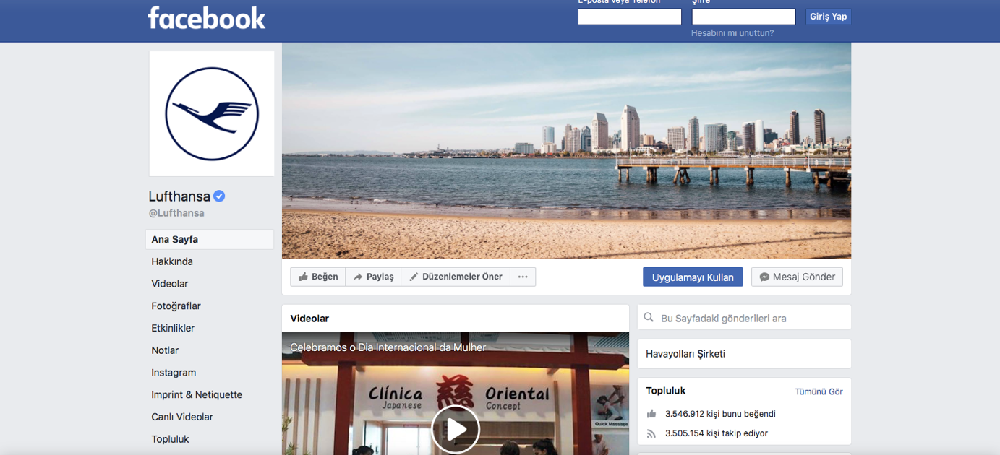 facebook
E-posta veya Telefon
Şifre
Giriş Yap
Hesabını mı unuttun?
Lufthansa
@Lufthansa
Ana Sayfa
Hakkında
Videolar
Fotoğraflar
Etkinlikler
Notlar
Instagram
Imprint & Netiquette
Canlı Videolar
Topluluk
Beğen
Paylaş
Düzenlemeler Öner
Uygulamayı Kullan
Mesaj Gönder
Videolar
Celebramos o Dia Internacional da Mulher
Clínica 慈 Oriental
Japanese Concept
Quick Massage
Bu Sayfadaki gönderileri ara
Havayolları Şirketi
Topluluk
Tümünü Gör
3.546.912 kişi bunu beğendi
3.505.154 kişi takip ediyor